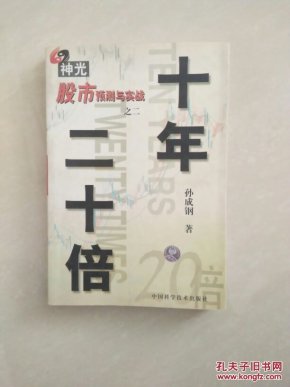 神光
股市预测与实战
之二
十年
二十倍
TEN YEARS
TWENTY TIMES
孙成钢 著
20倍
中国科学技术出版社
孔夫子旧书网